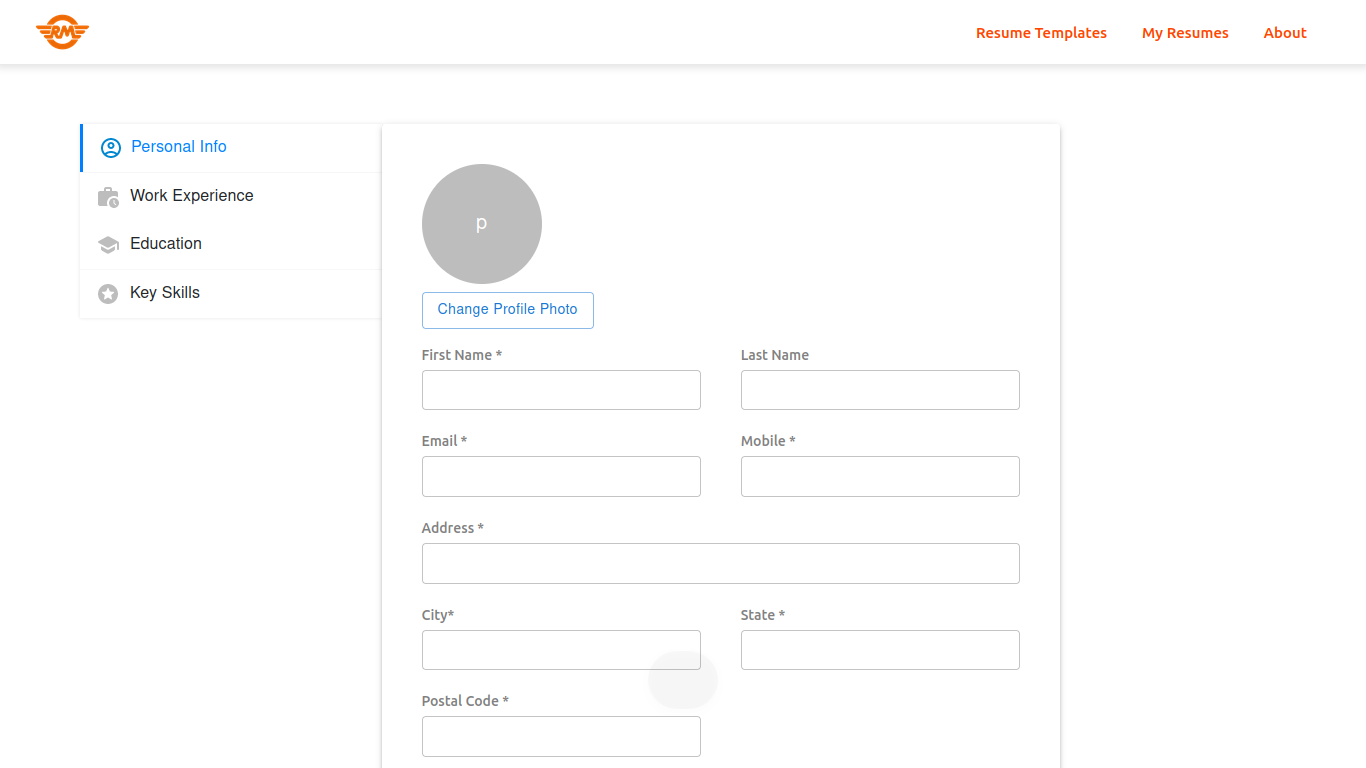 RM
Resume Templates My Resumes About
Personal Info
Work Experience
Education
Key Skills
p
Change Profile Photo
First Name * Last Name
Email * Mobile *
Address *
City* State *
Postal Code *